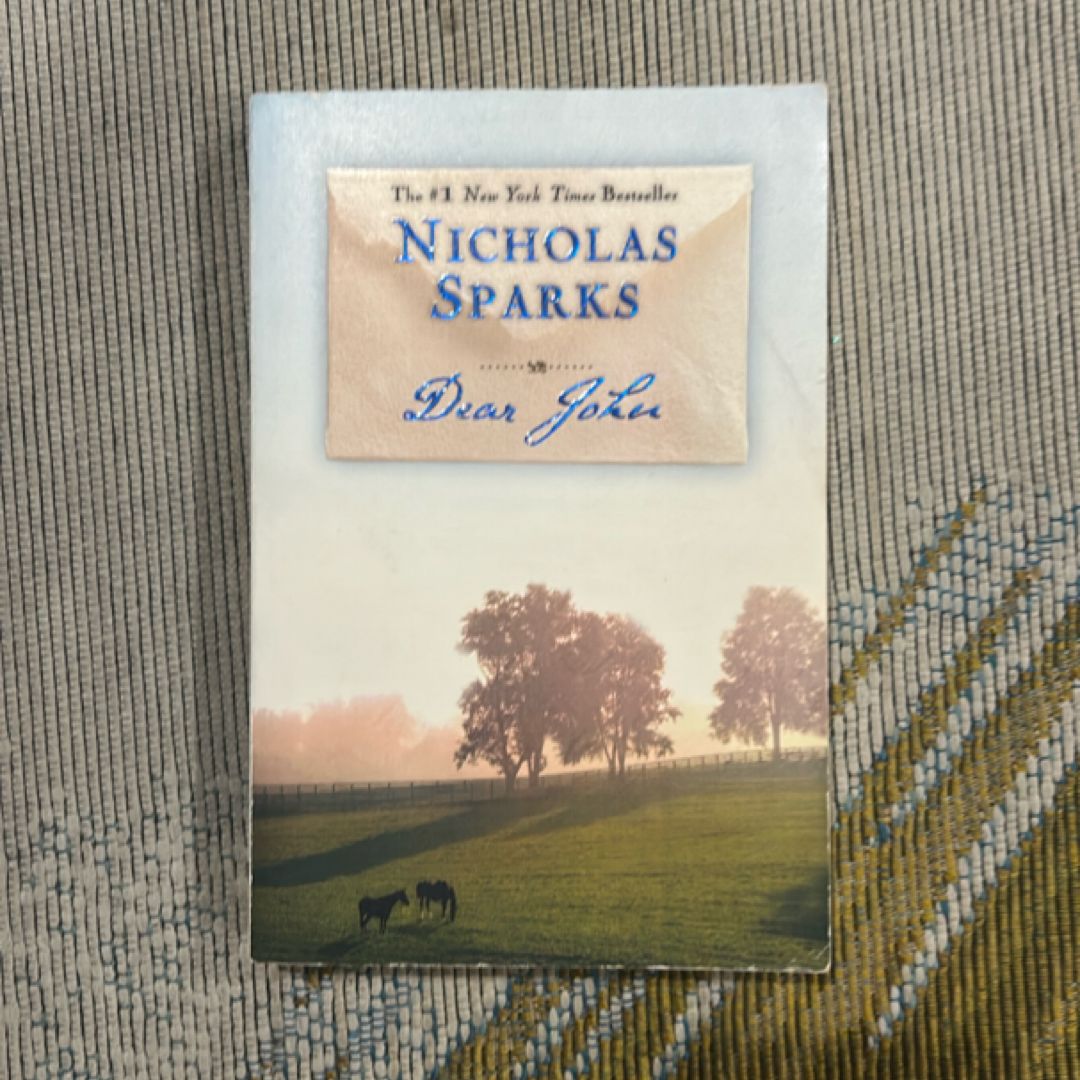 The #1 New York Times Bestseller
NICHOLAS
SPARKS
Dear John